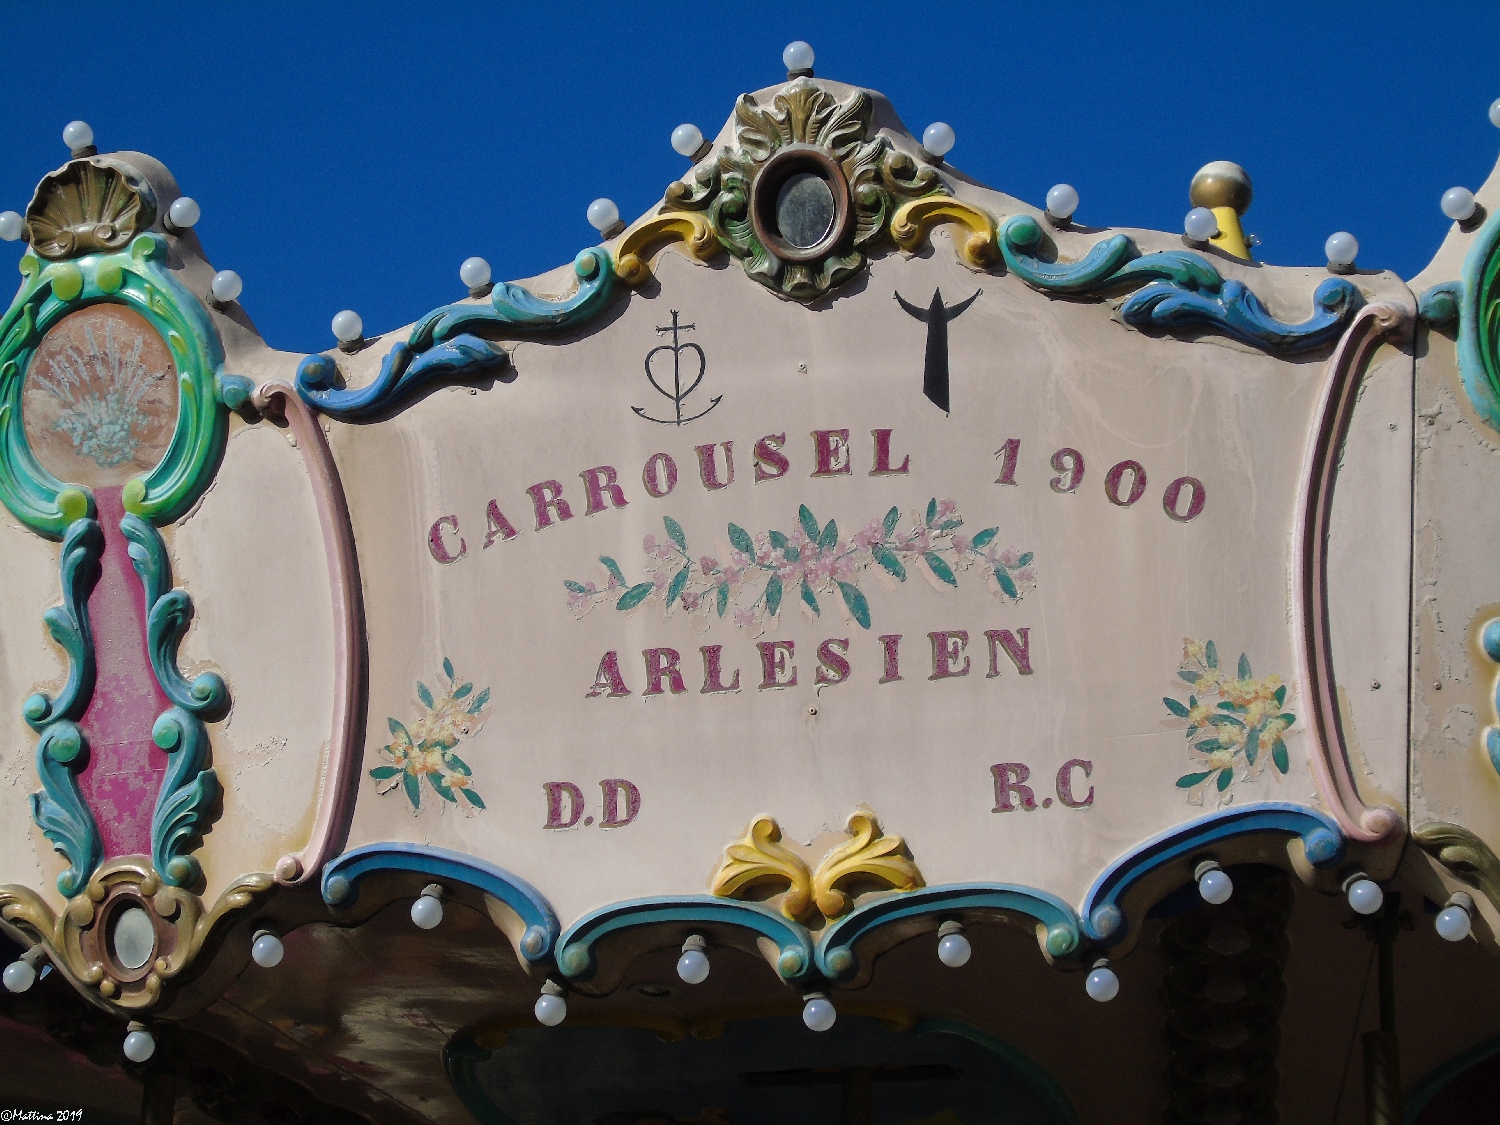 CARROUSEL 1900
ARLESIEN
D.D R.C
©Mattina 2019